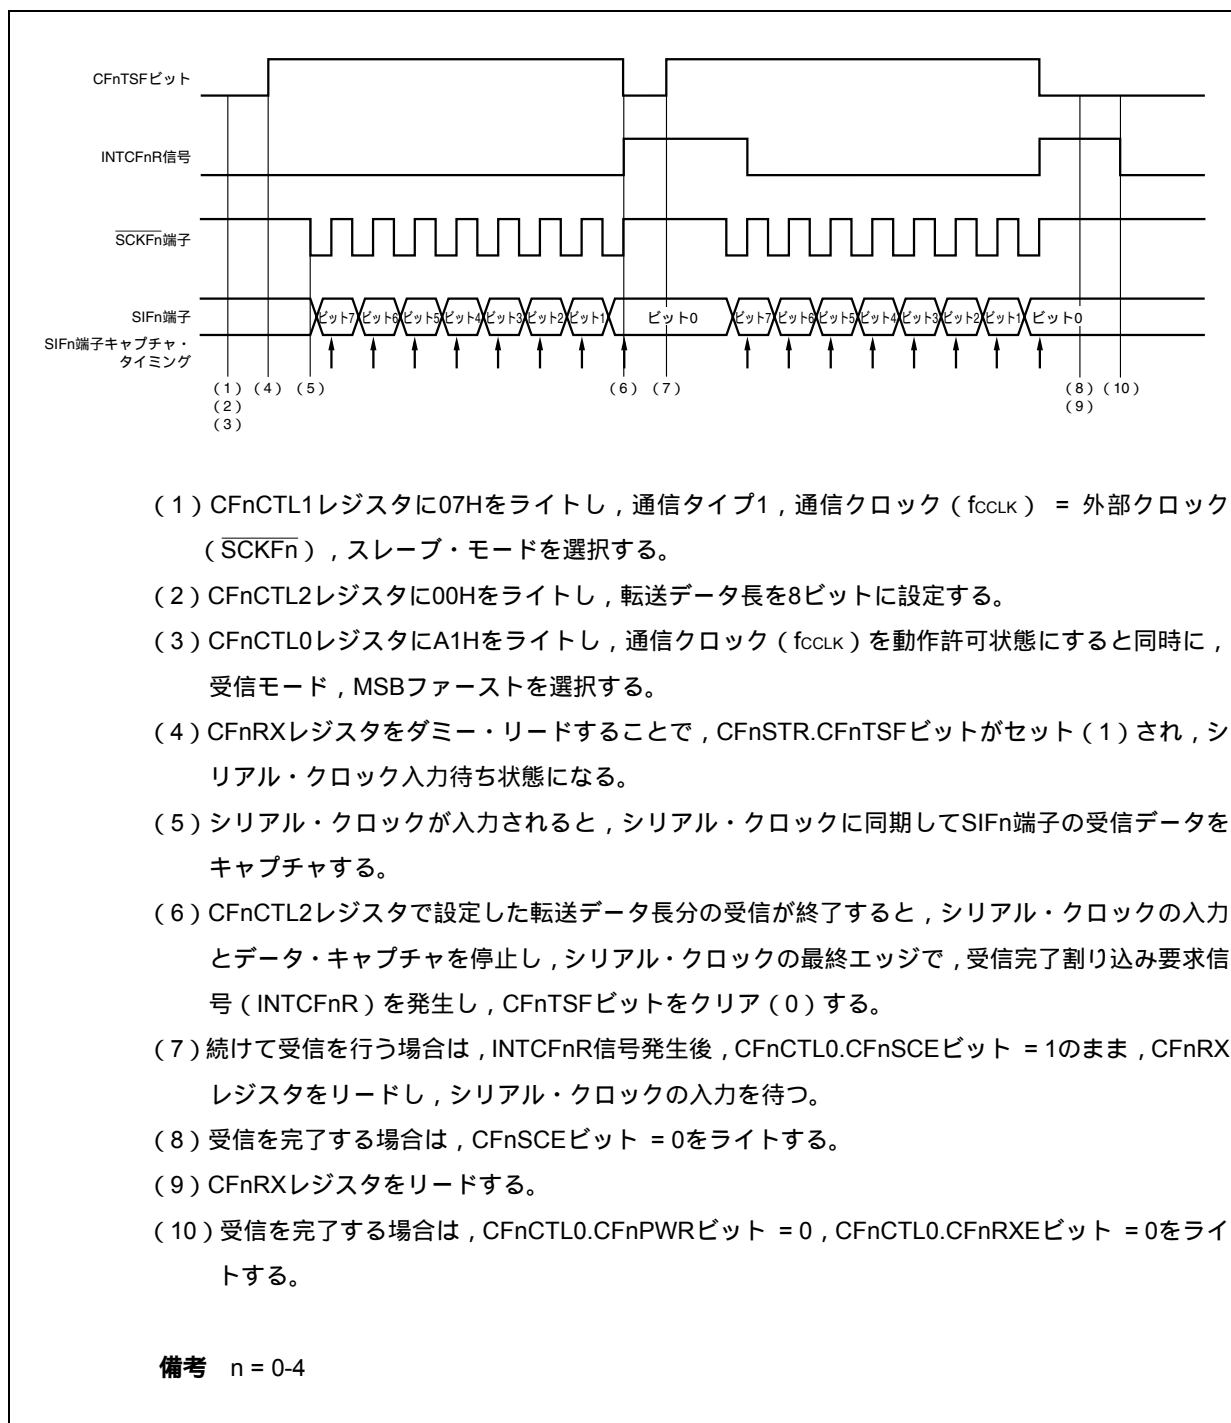 CFnTSFビット
INTCFnR信号
SCKFn端子
SIFn端子
ビット7 ビット6 ビット5 ビット4 ビット3 ビット2 ビット1 ビット0 ビット7 ビット6 ビット5 ビット4 ビット3 ビット2 ビット1 ビット0
SIFn端子キャプチャ・
タイミング
(1) (4) (5) (6) (7) (8) (10)
(2) (9)
(3)
(1) CFnCTL1レジスタに07Hをライトし，通信タイプ1，通信クロック（fCCLK） = 外部クロック
（SCKFn），スレーブ・モードを選択する。
(2) CFnCTL2レジスタに00Hをライトし，転送データ長を8ビットに設定する。
(3) CFnCTL0レジスタにA1Hをライトし，通信クロック（fCCLK）を動作許可状態にすると同時に，
受信モード，MSBファーストを選択する。
(4) CFnRXレジスタをダミー・リードすることで，CFnSTR.CFnTSFビットがセット（1）され，シ
リアル・クロック入力待ち状態になる。
(5) シリアル・クロックが入力されると，シリアル・クロックに同期してSIFn端子の受信データを
キャプチャする。
(6) CFnCTL2レジスタで設定した転送データ長分の受信が終了すると，シリアル・クロックの入力
とデータ・キャプチャを停止し，シリアル・クロックの最終エッジで，受信完了割り込み要求信
号（INTCFnR）を発生し，CFnTSFビットをクリア（0）する。
(7) 続けて受信を行う場合は，INTCFnR信号発生後，CFnCTL0.CFnSCEビット = 1のまま，CFnRX
レジスタをリードし，シリアル・クロックの入力を待つ。
(8) 受信を完了する場合は，CFnSCEビット = 0をライトする。
(9) CFnRXレジスタをリードする。
(10) 受信を完了する場合は，CFnCTL0.CFnPWRビット = 0，CFnCTL0.CFnRXEビット = 0をライ
トする。
備考 n = 0-4